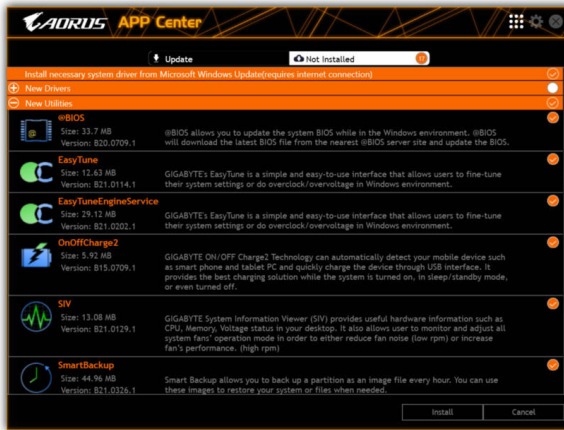 AORUS APP Center
Update
Not Installed
Install necessary system driver from Microsoft Windows Update(requires internet connection)
New Drivers
New Utilities
@BIOS
Size: 33.7 MB
Version: B20.0709.1
@BIOS allows you to update the system BIOS while in the Windows environment. @BIOS
will download the latest BIOS file from the nearest @BIOS server site and update the BIOS.
EasyTune
Size: 12.63 MB
Version: B21.0114.1
GIGABYTE's EasyTune is a simple and easy-to-use interface that allows users to fine-tune
their system settings or do overclock/overvoltage in Windows environment.
EasyTuneEngineService
Size: 29.12 MB
Version: B21.0202.1
GIGABYTE's EasyTune is a simple and easy-to-use interface that allows users to fine-tune
their system settings or do overclock/overvoltage in Windows environment.
OnOffCharge2
Size: 5.92 MB
Version: B15.0709.1
GIGABYTE ON/OFF Charge2 Technology can automatically detect your mobile device such
as smart phone and tablet PC and quickly charge the device through USB interface. It
provides the best charging solution while the system is turned on, in sleep/standby mode,
or even turned off.
SIV
Size: 13.08 MB
Version: B21.0129.1
GIGABYTE System Information Viewer (SIV) provides useful hardware information such as
CPU, Memory, Voltage status in your desktop. It also allows user to monitor and adjust all
system fans' operation mode in order to either reduce fan noise (low rpm) or increase
fan's performance. (high rpm)
SmartBackup
Size: 44.96 MB
Version: B21.0326.1
Smart Backup allows you to back up a partition as an image file every hour. You can use
these images to restore your system or files when needed.
Install
Cancel